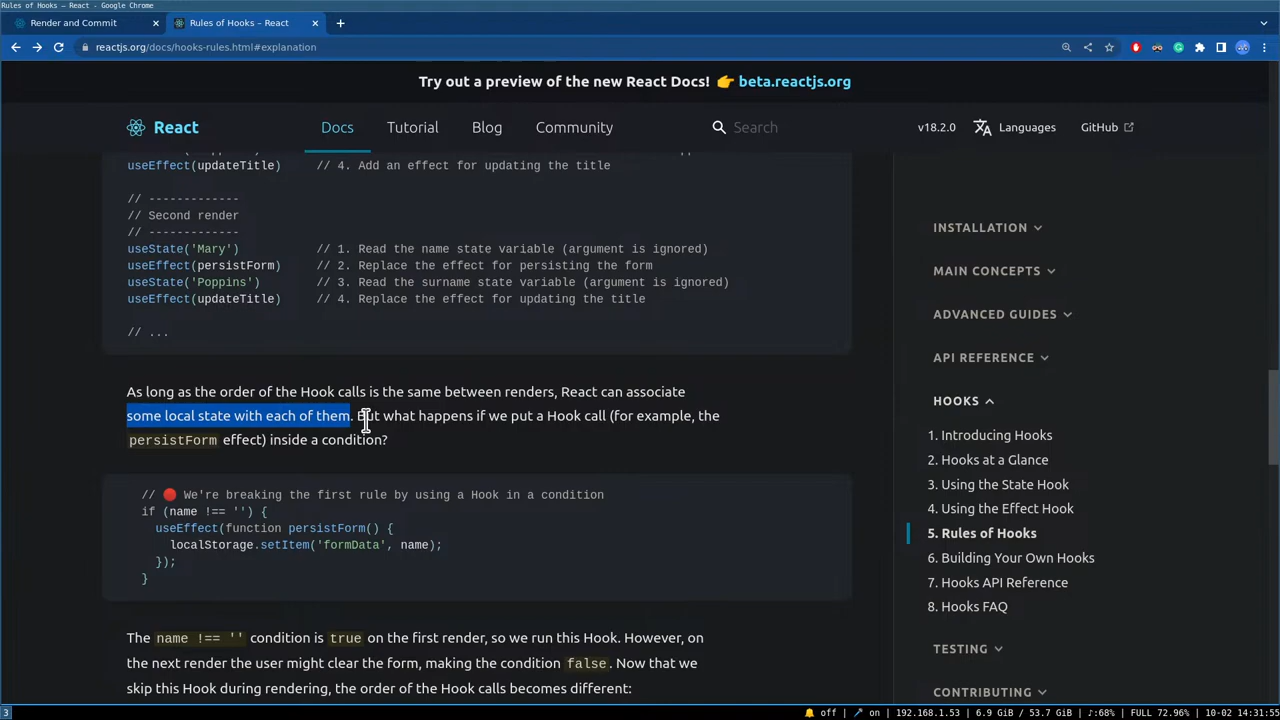 Rules of Hooks – React - Google Chrome
Render and Commit
Rules of Hooks – React
reactjs.org/docs/hooks-rules.html#explanation
Try out a preview of the new React Docs! 👉 beta.reactjs.org
React
Docs
Tutorial
Blog
Community
Search
v18.2.0
Languages
GitHub
useEffect(updateTitle) // 4. Add an effect for updating the title
// -------------
// Second render
// -------------
useState('Mary') // 1. Read the name state variable (argument is ignored)
useEffect(persistForm) // 2. Replace the effect for persisting the form
useState('Poppins') // 3. Read the surname state variable (argument is ignored)
useEffect(updateTitle) // 4. Replace the effect for updating the title
// ...
As long as the order of the Hook calls is the same between renders, React can associate
some local state with each of them. But what happens if we put a Hook call (for example, the
persistForm effect) inside a condition?
// 🔴 We're breaking the first rule by using a Hook in a condition
if (name !== '') {
useEffect(function persistForm() {
localStorage.setItem('formData', name);
});
}
The name !== '' condition is true on the first render, so we run this Hook. However, on
the next render the user might clear the form, making the condition false. Now that we
skip this Hook during rendering, the order of the Hook calls becomes different:
INSTALLATION
MAIN CONCEPTS
ADVANCED GUIDES
API REFERENCE
HOOKS
1. Introducing Hooks
2. Hooks at a Glance
3. Using the State Hook
4. Using the Effect Hook
5. Rules of Hooks
6. Building Your Own Hooks
7. Hooks API Reference
8. Hooks FAQ
TESTING
CONTRIBUTING
3
🔔 off | 🎤 on | 192.168.1.53 | 6.9 GiB / 53.7 GiB | ♪:68% | FULL 72.96% | 10-02 14:31:55